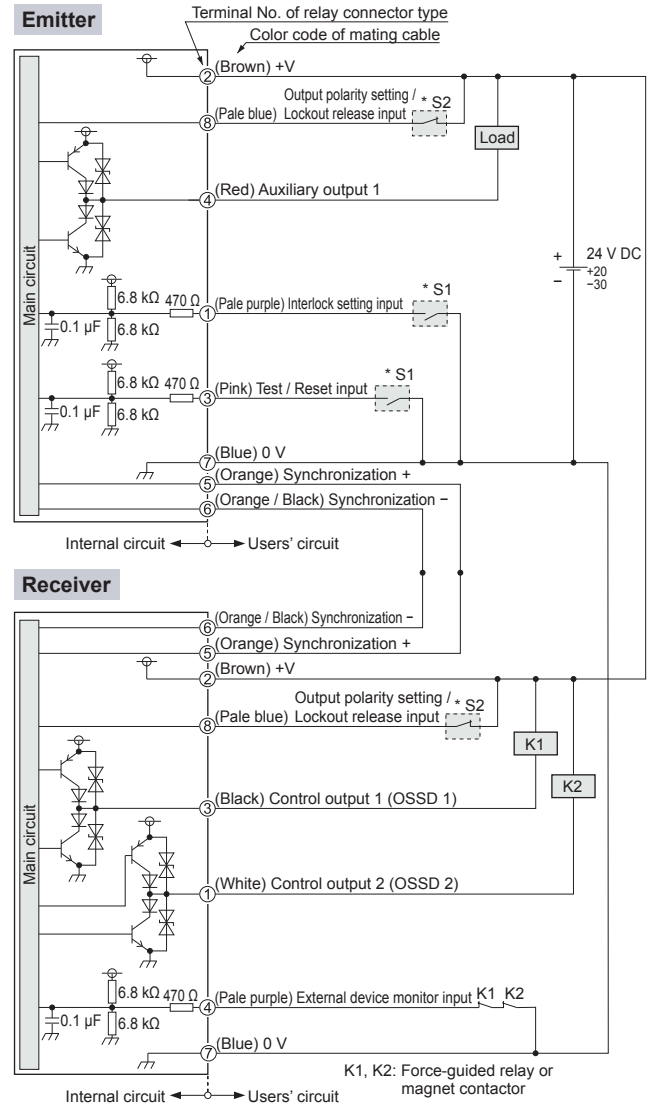 Emitter
Terminal No. of relay connector type
Color code of mating cable
2 (Brown) +V
Output polarity setting / * S2
8 (Pale blue) Lockout release input
Load
4 (Red) Auxiliary output 1
Main circuit
+ 24 V DC
+20
− −30
6.8 kΩ 470 Ω 1 (Pale purple) Interlock setting input * S1
0.1 µF 6.8 kΩ
6.8 kΩ 470 Ω 3 (Pink) Test / Reset input * S1
0.1 µF 6.8 kΩ
7 (Blue) 0 V
5 (Orange) Synchronization +
6 (Orange / Black) Synchronization −
Internal circuit Users' circuit
Receiver
6 (Orange / Black) Synchronization −
5 (Orange) Synchronization +
2 (Brown) +V
Output polarity setting / * S2
8 (Pale blue) Lockout release input
K1
K2
3 (Black) Control output 1 (OSSD 1)
Main circuit
1 (White) Control output 2 (OSSD 2)
6.8 kΩ 470 Ω 4 (Pale purple) External device monitor input K1 K2
0.1 µF 6.8 kΩ
7 (Blue) 0 V
K1, K2: Force-guided relay or
magnet contactor
Internal circuit Users' circuit